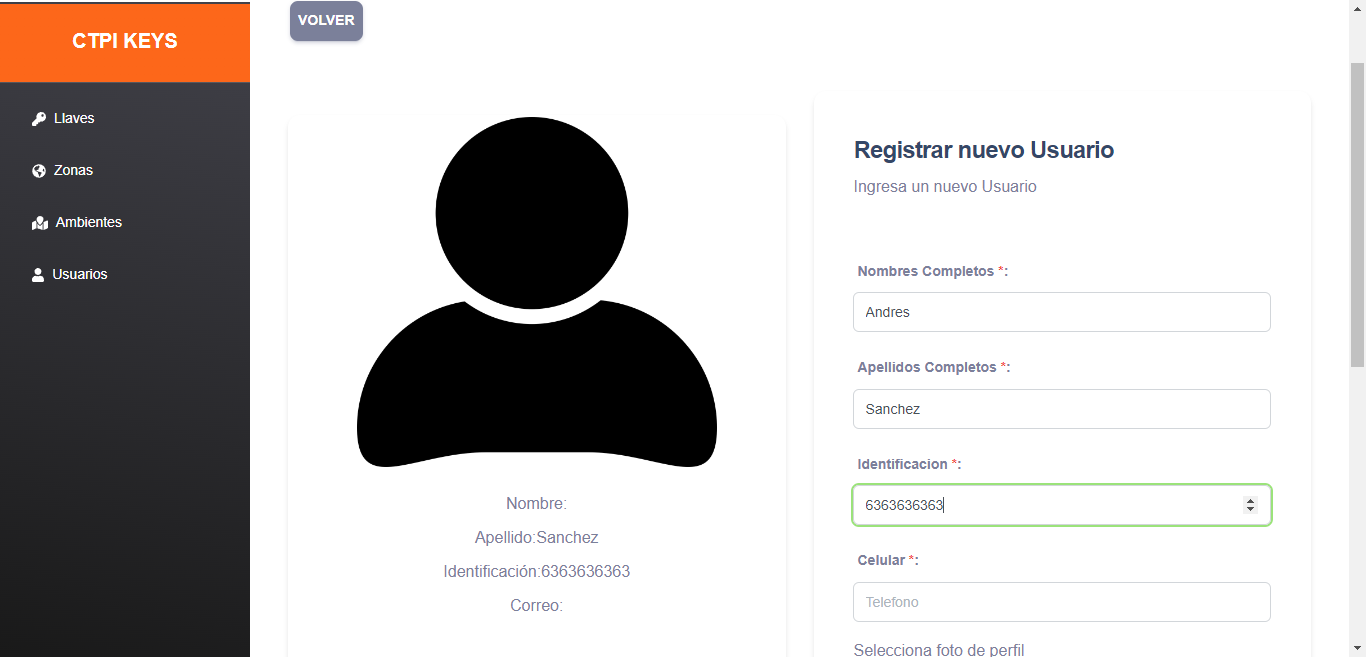 VOLVER
CTPI KEYS
Llaves
Zonas
Ambientes
Usuarios
Nombre:
Apellido:Sanchez
Identificación:6363636363
Correo:
Registrar nuevo Usuario
Ingresa un nuevo Usuario
Nombres Completos *:
Andres
Apellidos Completos *:
Sanchez
Identificacion *:
6363636363
Celular *:
Telefono
Selecciona foto de perfil